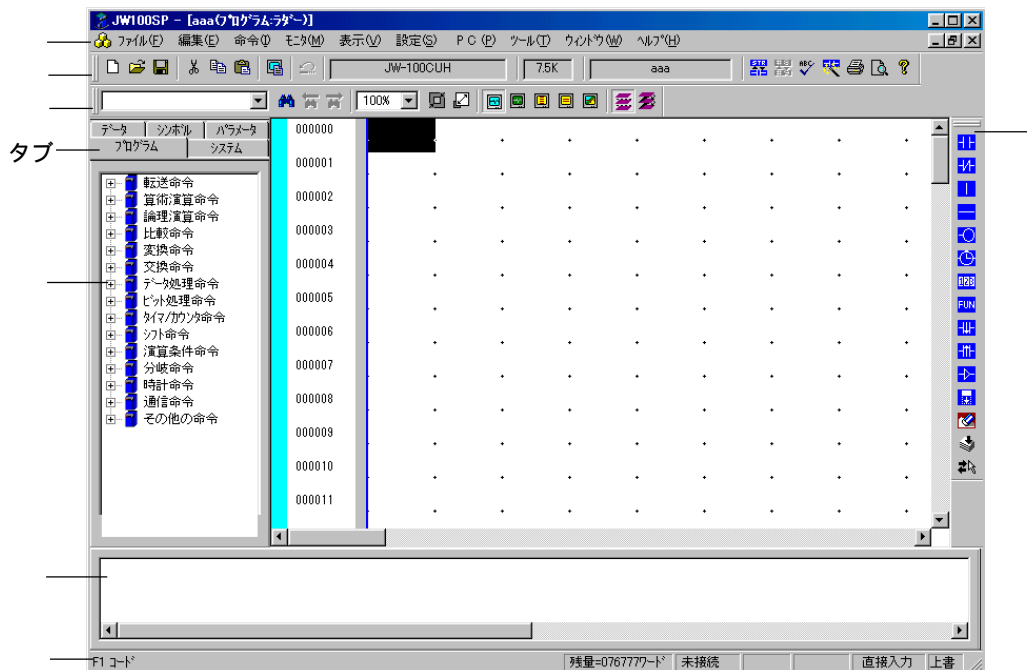 JW100SP - [aaa(ﾌﾟﾛｸﾞﾗﾑ:ﾗﾀﾞｰ)]
ﾌｧｲﾙ(F) 編集(E) 命令(I) ﾓﾆﾀ(M) 表示(V) 設定(S) P C (P) ﾂｰﾙ(T) ｳｨﾝﾄﾞｳ(W) ﾍﾙﾌﾟ(H)
JW-100CUH 7.5K aaa
100%
ﾃﾞｰﾀ ｼﾝﾎﾞﾙ ﾊﾟﾗﾒｰﾀ
ﾌﾟﾛｸﾞﾗﾑ ｼｽﾃﾑ
タブ
転送命令
算術演算命令
論理演算命令
比較命令
変換命令
交換命令
ﾃﾞｰﾀ処理命令
ﾋﾞｯﾄ処理命令
ﾀｲﾏ/ｶｳﾝﾀ命令
ｼﾌﾄ命令
演算条件命令
分岐命令
時計命令
通信命令
その他の命令
000000
000001
000002
000003
000004
000005
000006
000007
000008
000009
000010
000011
123
FUN
F1 ｺｰﾄﾞ 残量=07677ﾜｰﾄﾞ 未接続 直接入力 上書